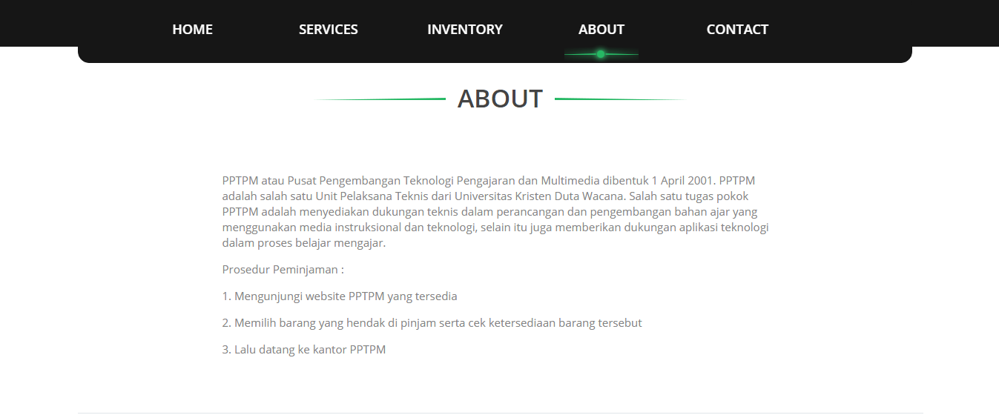 HOME SERVICES INVENTORY ABOUT CONTACT
ABOUT
PPTPM atau Pusat Pengembangan Teknologi Pengajaran dan Multimedia dibentuk 1 April 2001. PPTPM
adalah salah satu Unit Pelaksana Teknis dari Universitas Kristen Duta Wacana. Salah satu tugas pokok
PPTPM adalah menyediakan dukungan teknis dalam perancangan dan pengembangan bahan ajar yang
menggunakan media instruksional dan teknologi, selain itu juga memberikan dukungan aplikasi teknologi
dalam proses belajar mengajar.
Prosedur Peminjaman :
1. Mengunjungi website PPTPM yang tersedia
2. Memilih barang yang hendak di pinjam serta cek ketersediaan barang tersebut
3. Lalu datang ke kantor PPTPM